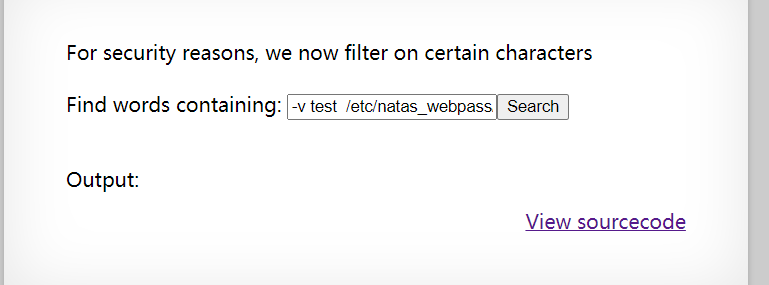 For security reasons, we now filter on certain characters
Find words containing: -v test /etc/natas_webpass Search
Output:
View sourcecode